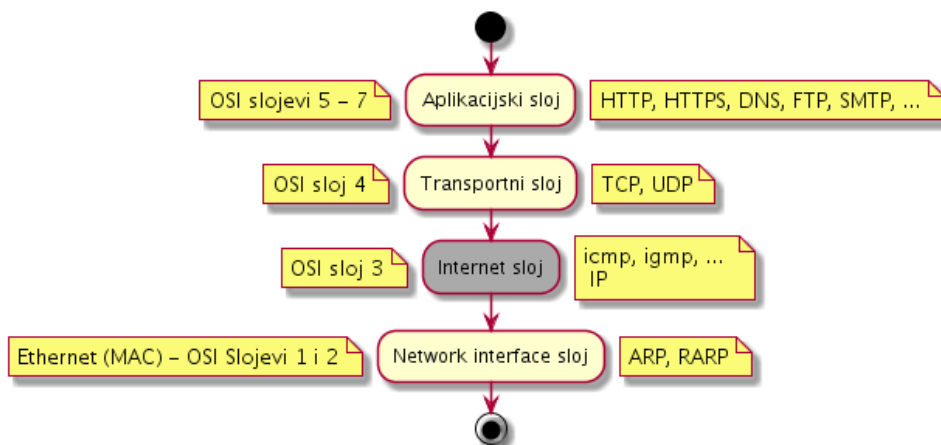 OSI slojevi 5 – 7
Aplikacijski sloj
HTTP, HTTPS, DNS, FTP, SMTP, ...
OSI sloj 4
Transportni sloj
TCP, UDP
OSI sloj 3
Internet sloj
icmp, igmp, ...
IP
Ethernet (MAC) – OSI Slojevi 1 i 2
Network interface sloj
ARP, RARP